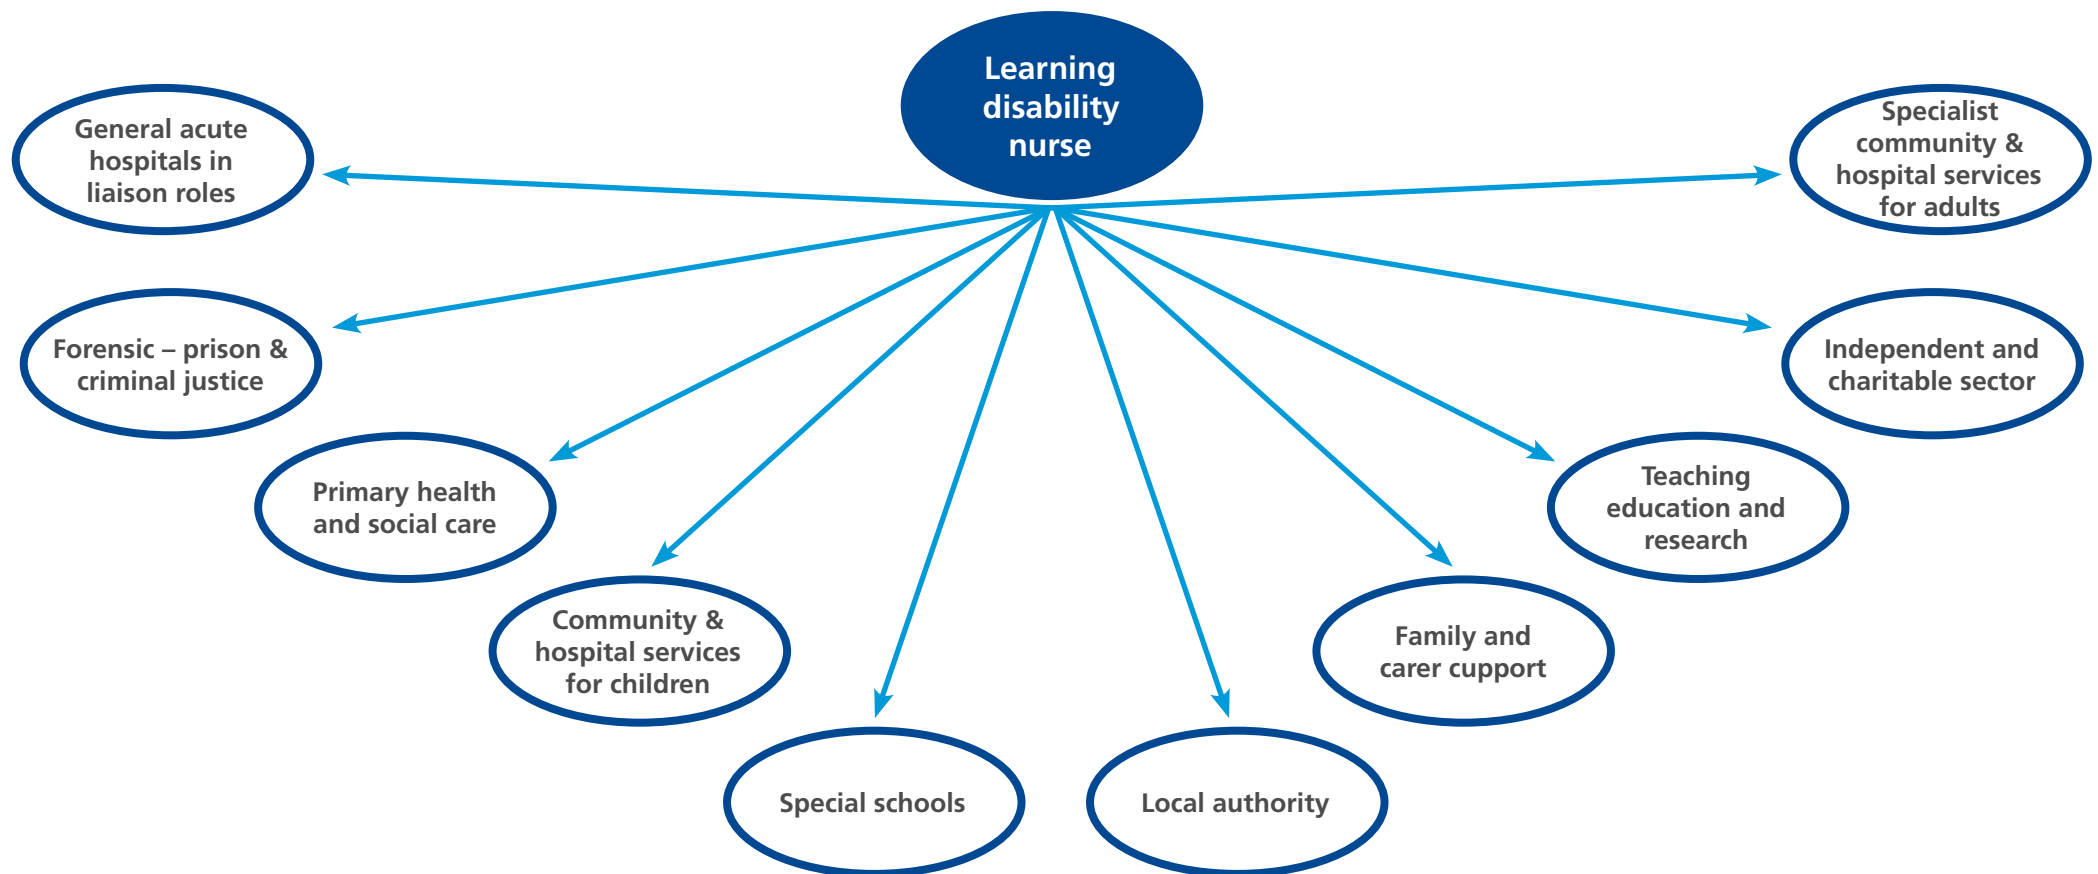 Learning
disability
nurse
General acute
hospitals in
liaison roles
Specialist
community &
hospital services
for adults
Forensic – prison &
criminal justice
Independent and
charitable sector
Primary health
and social care
Teaching
education and
research
Community &
hospital services
for children
Family and
carer cupport
Special schools
Local authority